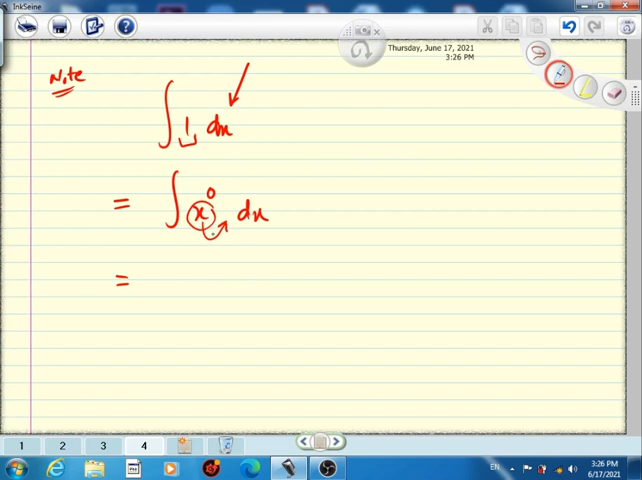 InkSeine
Thursday, June 17, 2021
3:26 PM
Note
∫ 1 dx
= ∫ x⁰ dx
=
1 2 3 4
EN 3:26 PM
6/17/2021